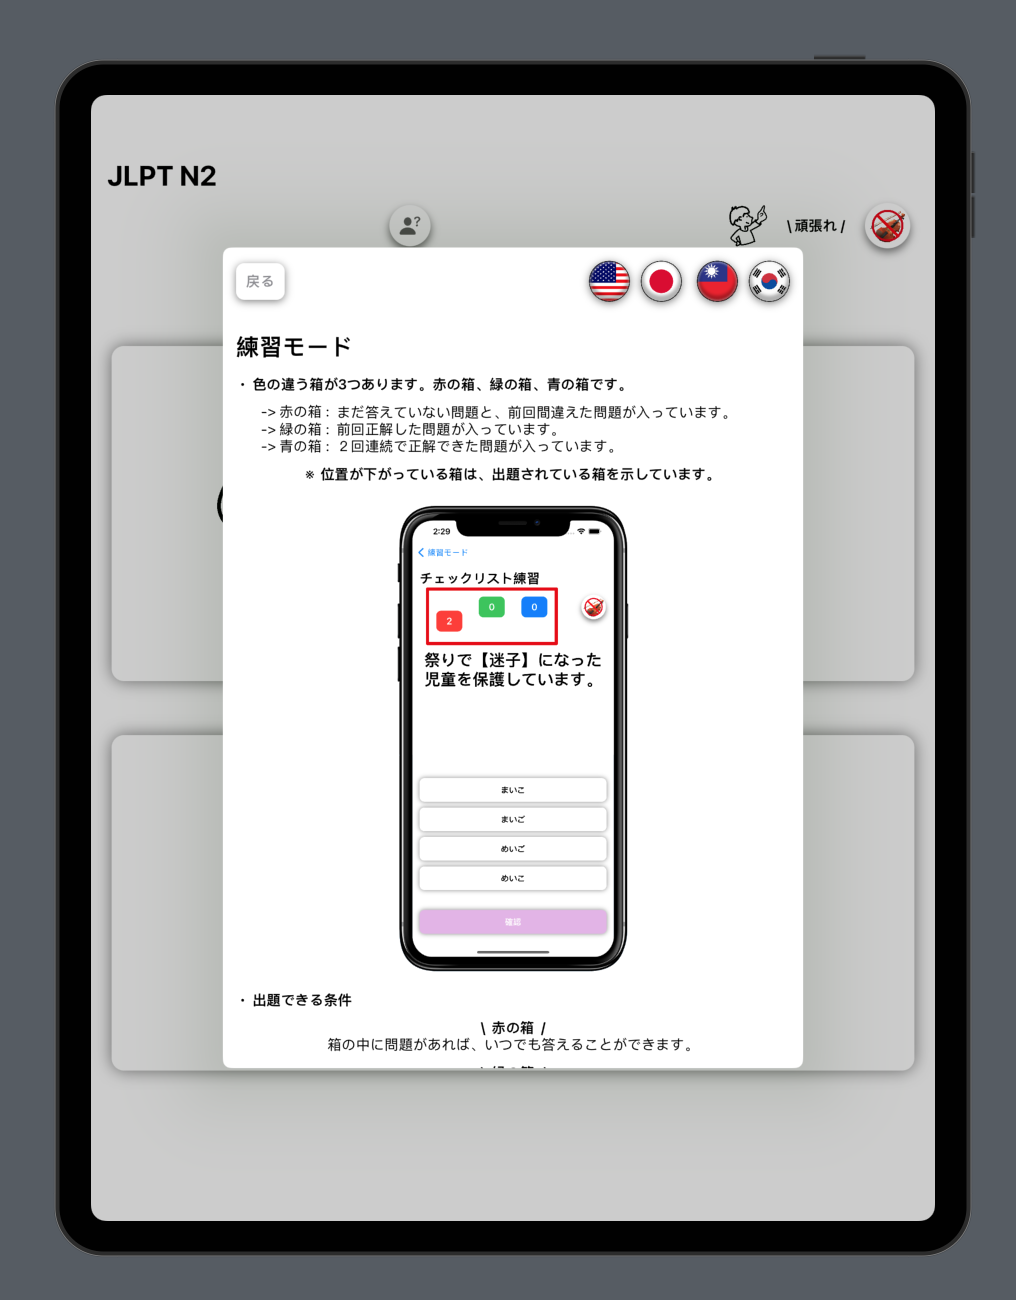 JLPT N2
?
\ 頑張れ /
戻る
練習モード
・ 色の違う箱が3つあります。赤の箱、緑の箱、青の箱です。
-> 赤の箱： まだ答えていない問題と、前回間違えた問題が入っています。
-> 緑の箱： 前回正解した問題が入っています。
-> 青の箱： ２回連続で正解できた問題が入っています。
※ 位置が下がっている箱は、出題されている箱を示しています。
2:29
練習モード
チェックリスト練習
2 0 0
祭りで【迷子】になった
児童を保護しています。
まいこ
まいご
めいご
めいこ
確認
・ 出題できる条件
\ 赤の箱 /
箱の中に問題があれば、いつでも答えることができます。